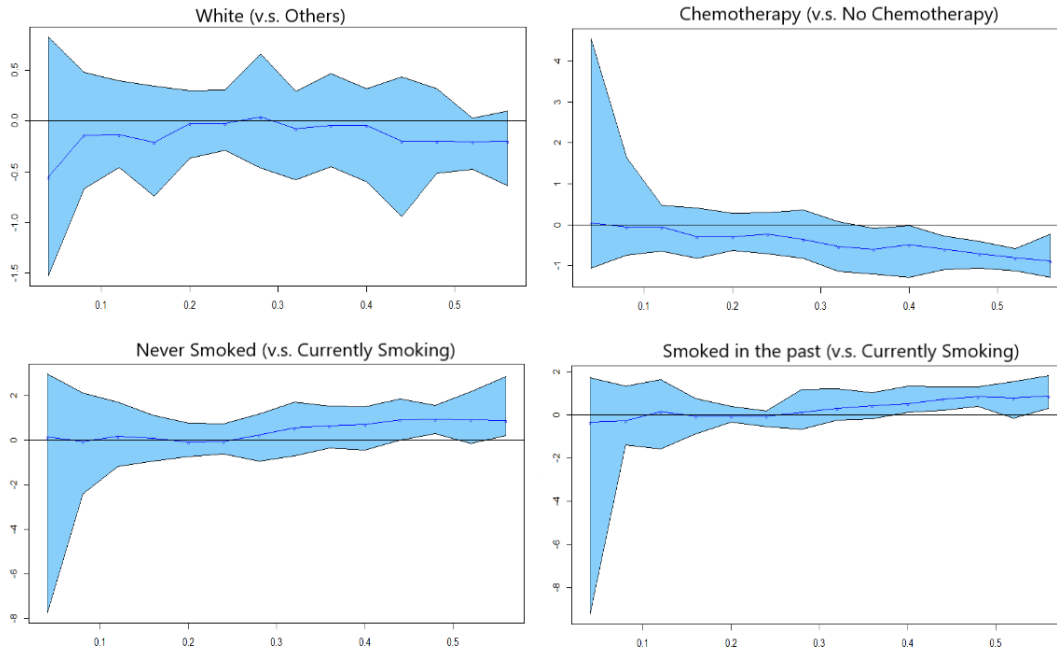 White (v.s. Others)
0.5
0.0
-0.5
-1.0
-1.5
0.1 0.2 0.3 0.4 0.5
Chemotherapy (v.s. No Chemotherapy)
4
3
2
1
0
-1
0.1 0.2 0.3 0.4 0.5
Never Smoked (v.s. Currently Smoking)
2
0
-2
-4
-6
-8
0.1 0.2 0.3 0.4 0.5
Smoked in the past (v.s. Currently Smoking)
2
0
-2
-4
-6
-8
0.1 0.2 0.3 0.4 0.5